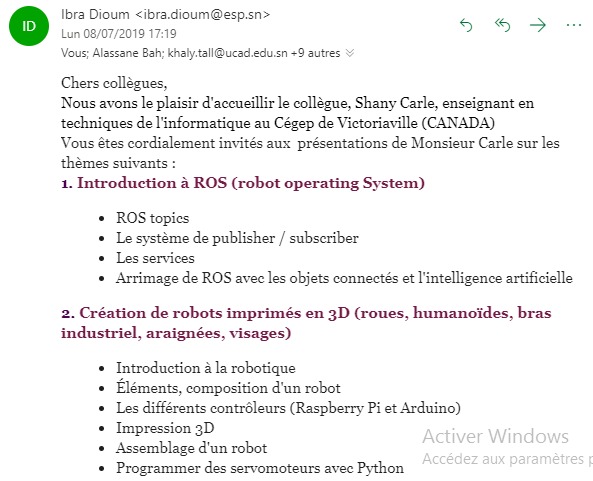 ID
Ibra Dioum <ibra.dioum@esp.sn>
Lun 08/07/2019 17:19
Vous; Alassane Bah; khaly.tall@ucad.edu.sn +9 autres
Chers collègues,
Nous avons le plaisir d'accueillir le collègue, Shany Carle, enseignant en
techniques de l'informatique au Cégep de Victoriaville (CANADA)
Vous êtes cordialement invités aux présentations de Monsieur Carle sur les
thèmes suivants :
1. Introduction à ROS (robot operating System)
• ROS topics
• Le système de publisher / subscriber
• Les services
• Arrimage de ROS avec les objets connectés et l'intelligence artificielle
2. Création de robots imprimés en 3D (roues, humanoïdes, bras
industriel, araignées, visages)
• Introduction à la robotique
• Éléments, composition d'un robot
• Les différents contrôleurs (Raspberry Pi et Arduino)
• Impression 3D
• Assemblage d'un robot
• Programmer des servomoteurs avec Python
Activer Windows
Accédez aux paramètres p